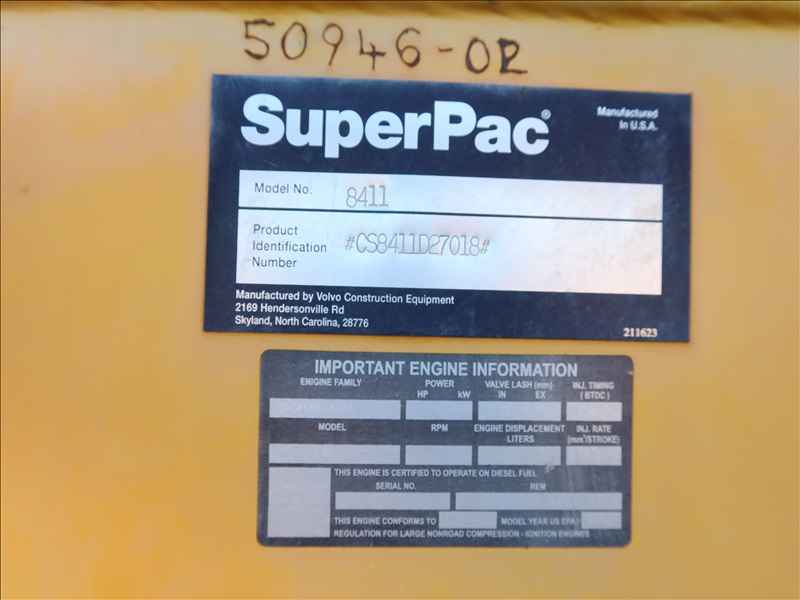 50946-OR
SuperPac®
Manufactured
In U.S.A.
Model No. 8411
Product
Identification #CS8411D27018#
Number
Manufactured by Volvo Construction Equipment
2169 Hendersonville Rd
Skyland, North Carolina, 28776
211623
IMPORTANT ENGINE INFORMATION
ENIGINE FAMILY POWER VALVE LASH (mm) INJ. TIMING
HP kW IN EX (BTDC)
MODEL RPM ENGINE DISPLACEMENT INJ. RATE
LITERS (mm³/STROKE)
THIS ENGINE IS CERTIFIED TO OPERATE ON DIESEL FUEL
SERIAL NO. REM
THIS ENGINE CONFORMS TO MODEL YEAR US EPA/
REGULATION FOR LARGE NONROAD COMPRESSION - IGNITION ENGINES